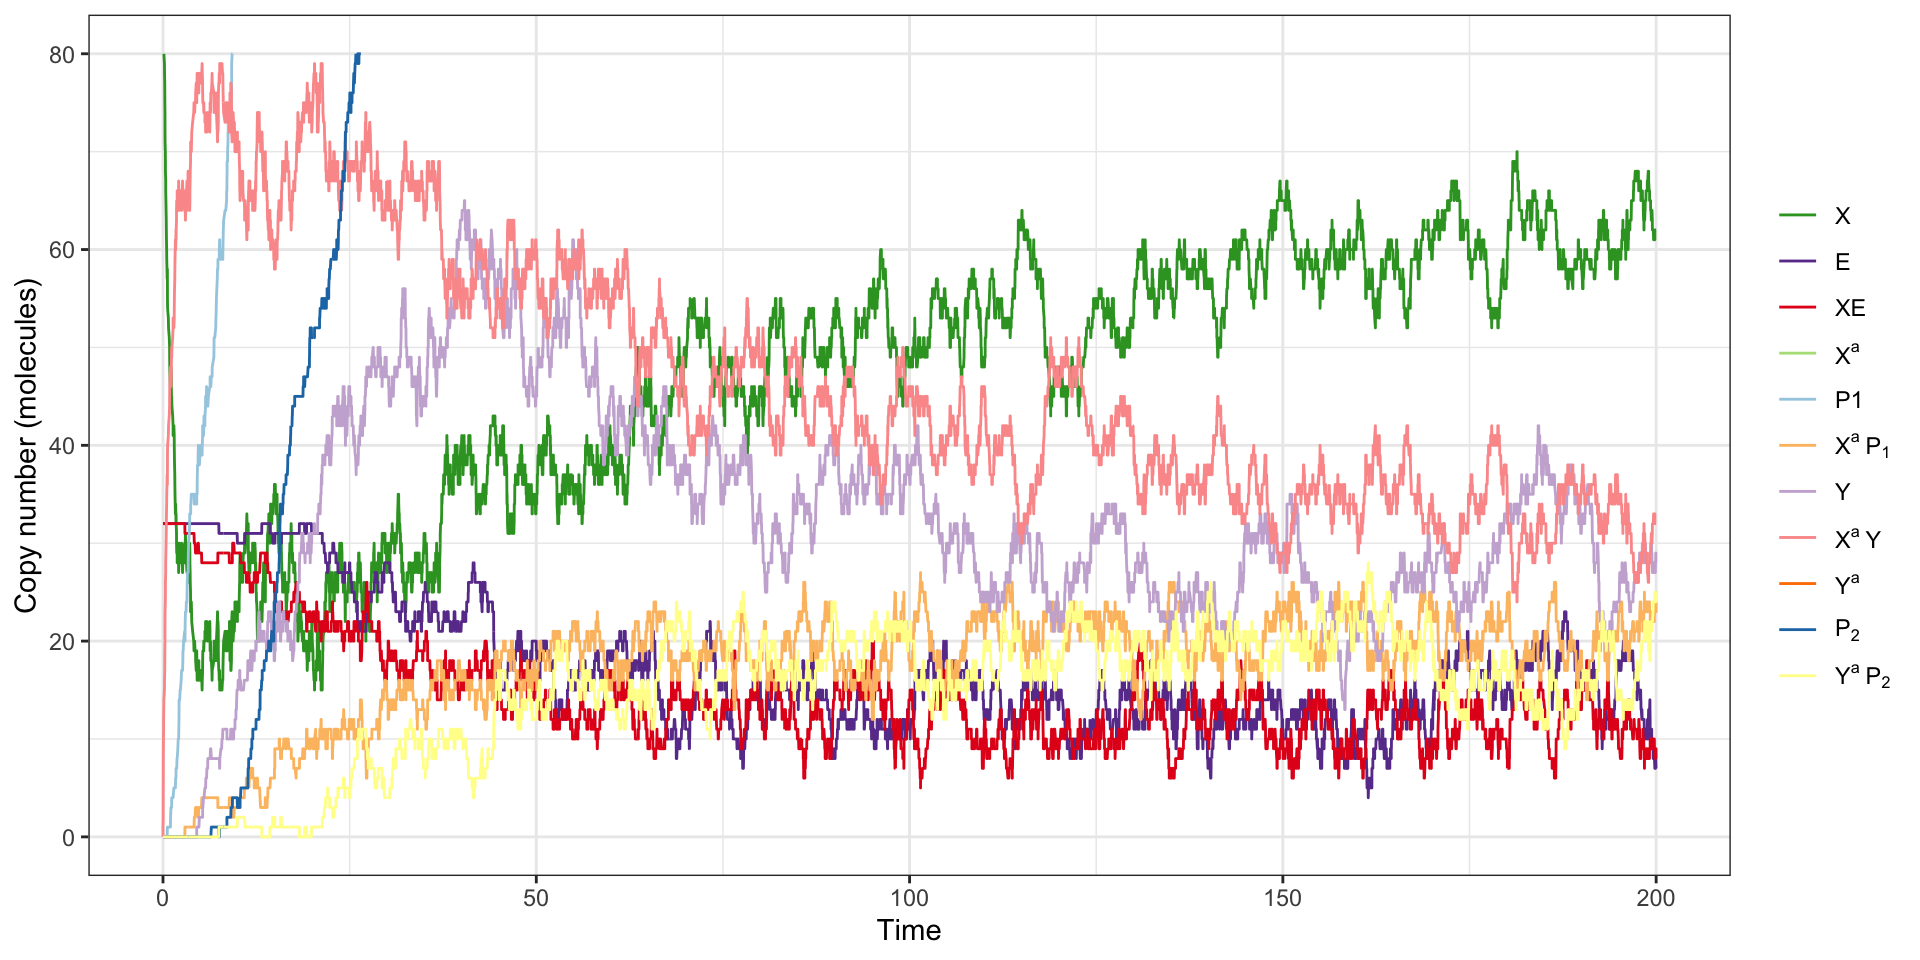 80
60
40
20
0
Copy number (molecules)
0 50 100 150 200
Time
X
E
XE
Xᵃ
P1
Xᵃ P₁
Y
Xᵃ Y
Yᵃ
P₂
Yᵃ P₂